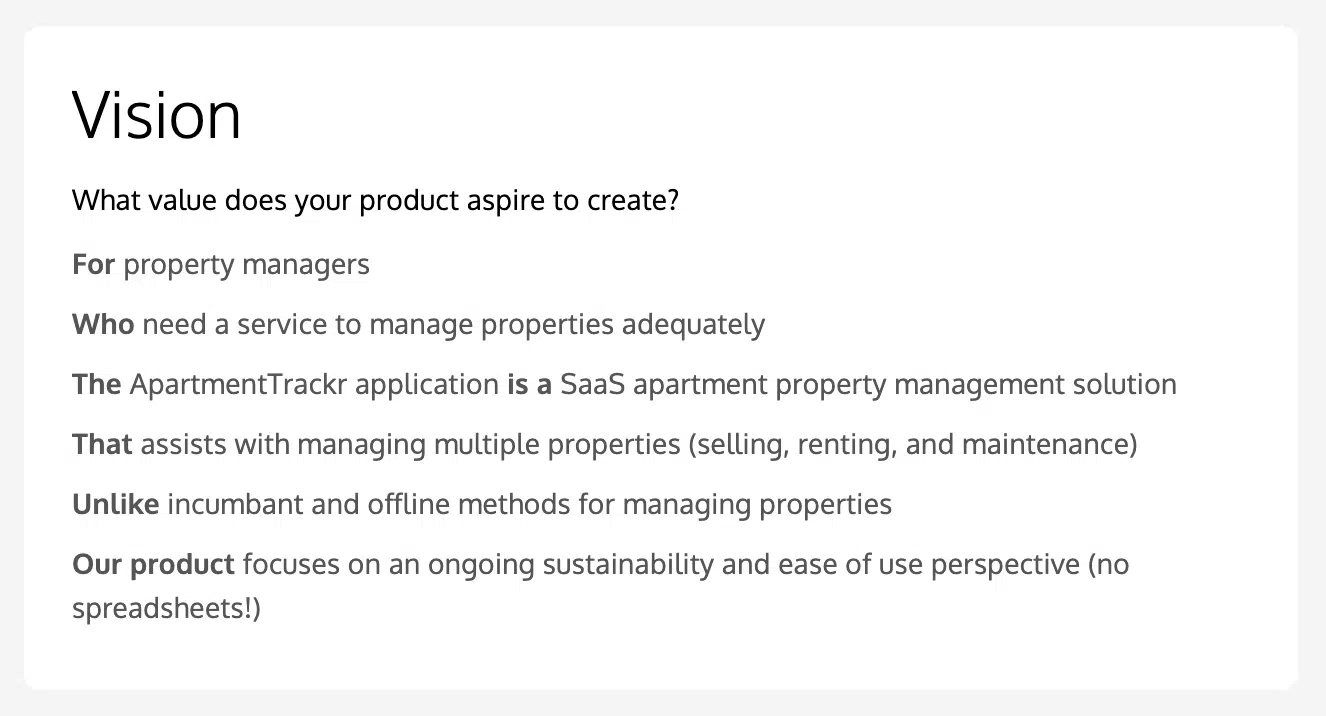 Vision
What value does your product aspire to create?
For property managers
Who need a service to manage properties adequately
The ApartmentTrackr application is a SaaS apartment property management solution
That assists with managing multiple properties (selling, renting, and maintenance)
Unlike incumbant and offline methods for managing properties
Our product focuses on an ongoing sustainability and ease of use perspective (no
spreadsheets!)